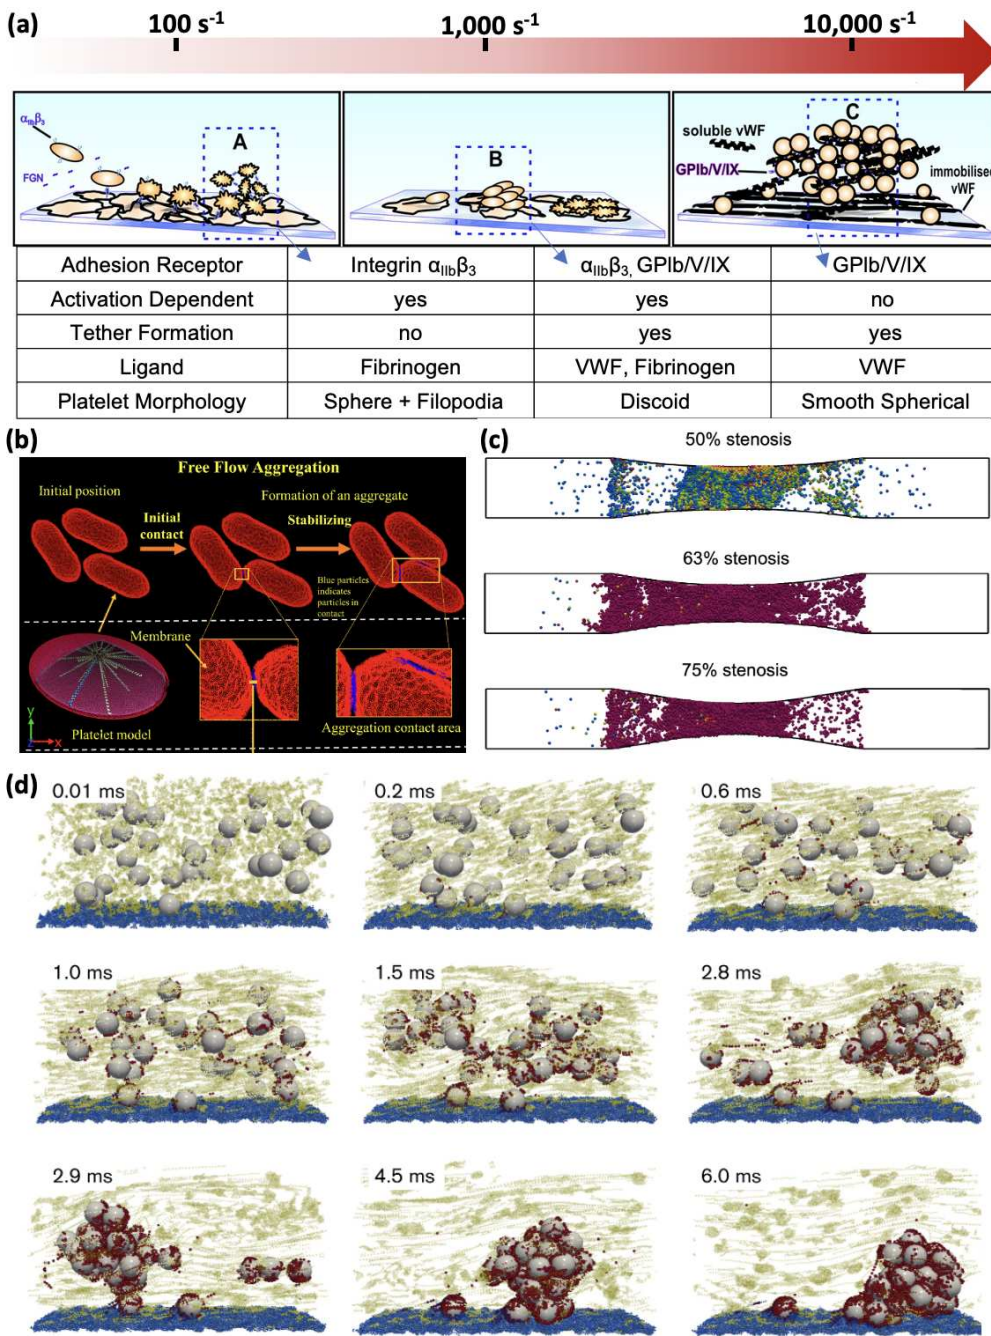 (a)
100 s⁻¹
1,000 s⁻¹
10,000 s⁻¹
αIIbβ3
FGN
A
B
C
soluble vWF
GPIb/V/IX
immobilised
vWF
Adhesion Receptor Integrin αIIbβ3 αIIbβ3, GPIb/V/IX GPIb/V/IX
Activation Dependent yes yes no
Tether Formation no yes yes
Ligand Fibrinogen VWF, Fibrinogen VWF
Platelet Morphology Sphere + Filopodia Discoid Smooth Spherical
(b)
Free Flow Aggregation
Initial position
Formation of an aggregate
Initial
contact
Stabilizing
Blue particles
indicates
particles in
contact
Membrane
Platelet model
Aggregation contact area
y
z
x
(c)
50% stenosis
63% stenosis
75% stenosis
(d)
0.01 ms
0.2 ms
0.6 ms
1.0 ms
1.5 ms
2.8 ms
2.9 ms
4.5 ms
6.0 ms